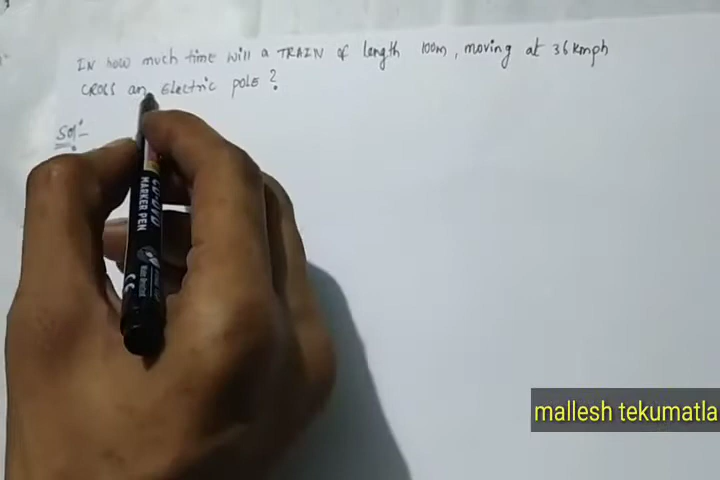 IN how much time will a TRAIN of length 100m, moving at 36 kmph
CROSS an electric pole?
Sol:-
MARKER PEN
mallesh tekumatla